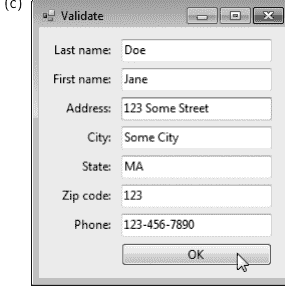 (c)
Validate
Last name: Doe
First name: Jane
Address: 123 Some Street
City: Some City
State: MA
Zip code: 123
Phone: 123-456-7890
OK